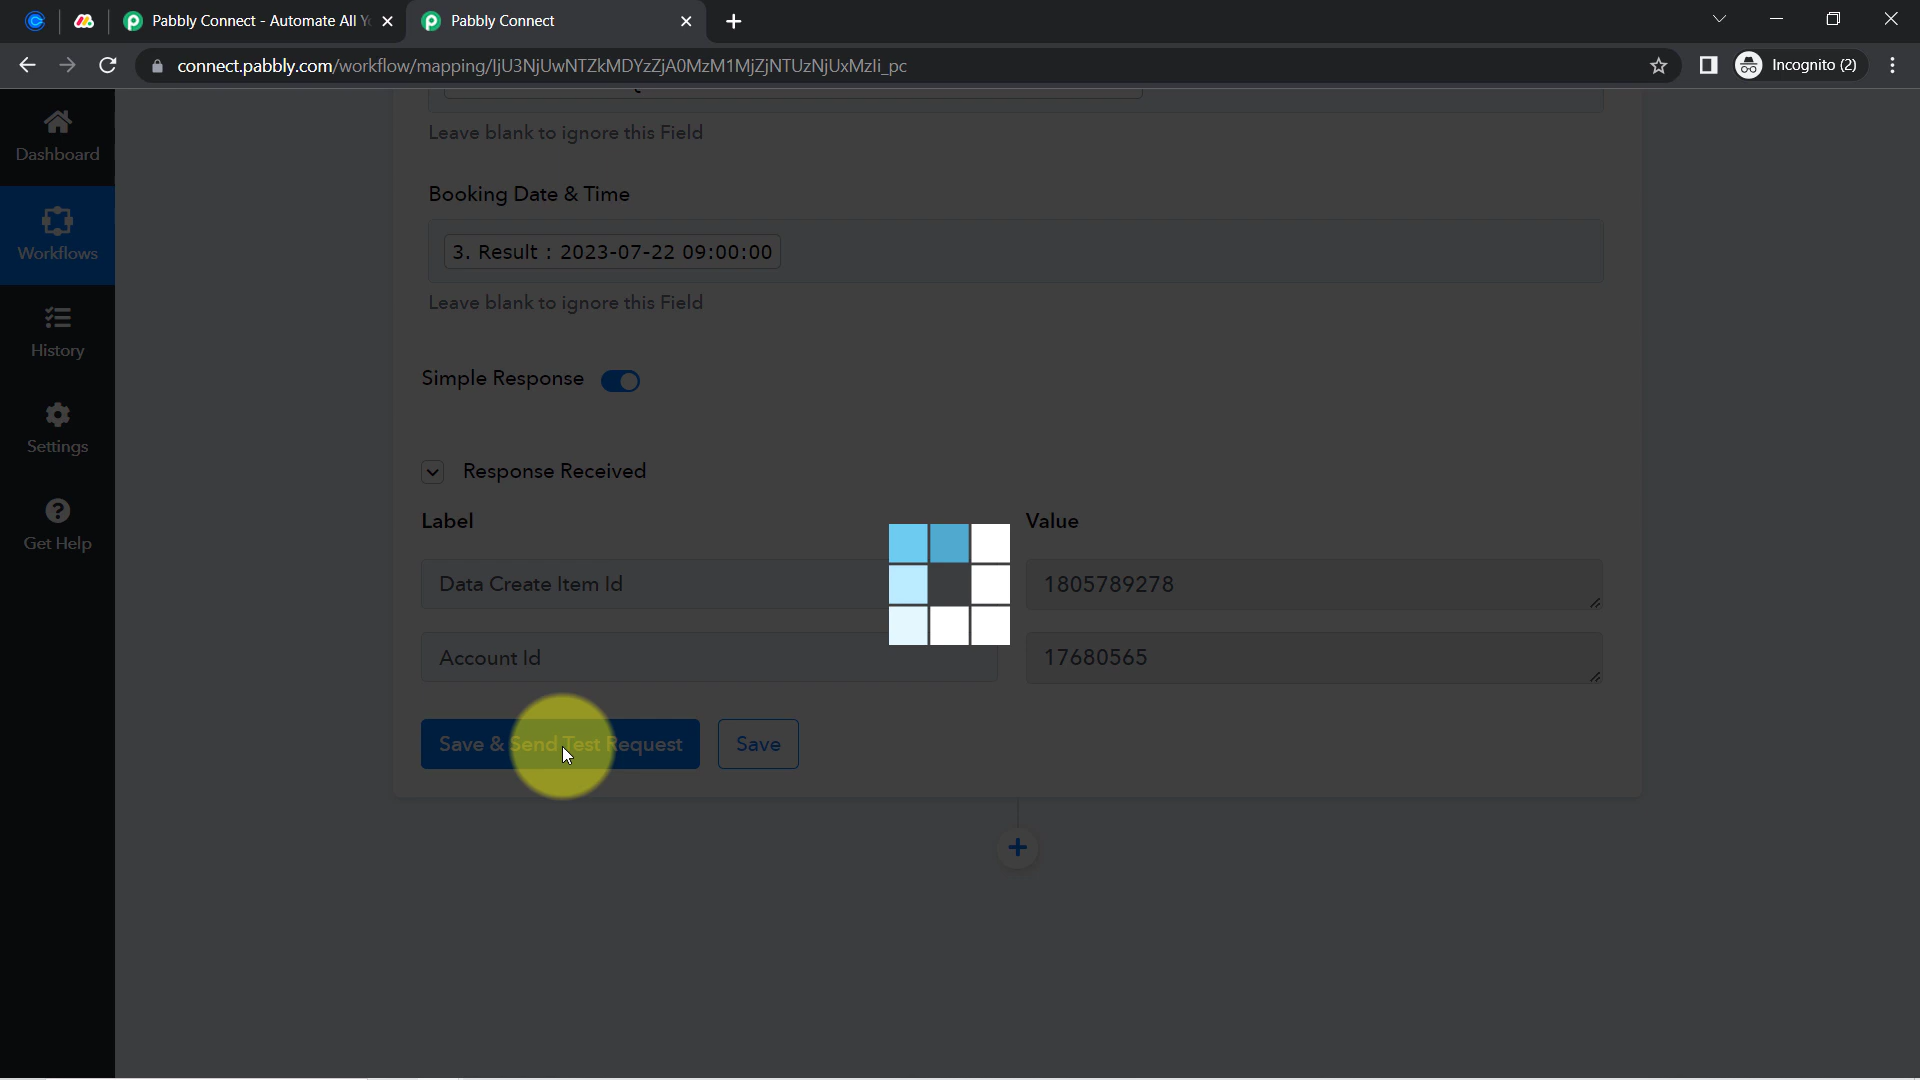 Pabbly Connect - Automate All Y
Pabbly Connect
connect.pabbly.com/workflow/mapping/IjU3NjUwNTZkMDYzZjA0MzM1MjZjNTUzNjUxMzIi_pc
Incognito (2)
Dashboard
Workflows
History
Settings
Get Help
Leave blank to ignore this Field
Booking Date & Time
3. Result : 2023-07-22 09:00:00
Leave blank to ignore this Field
Simple Response
Response Received
Label
Value
Data Create Item Id
1805789278
Account Id
17680565
Save & Send Test Request
Save